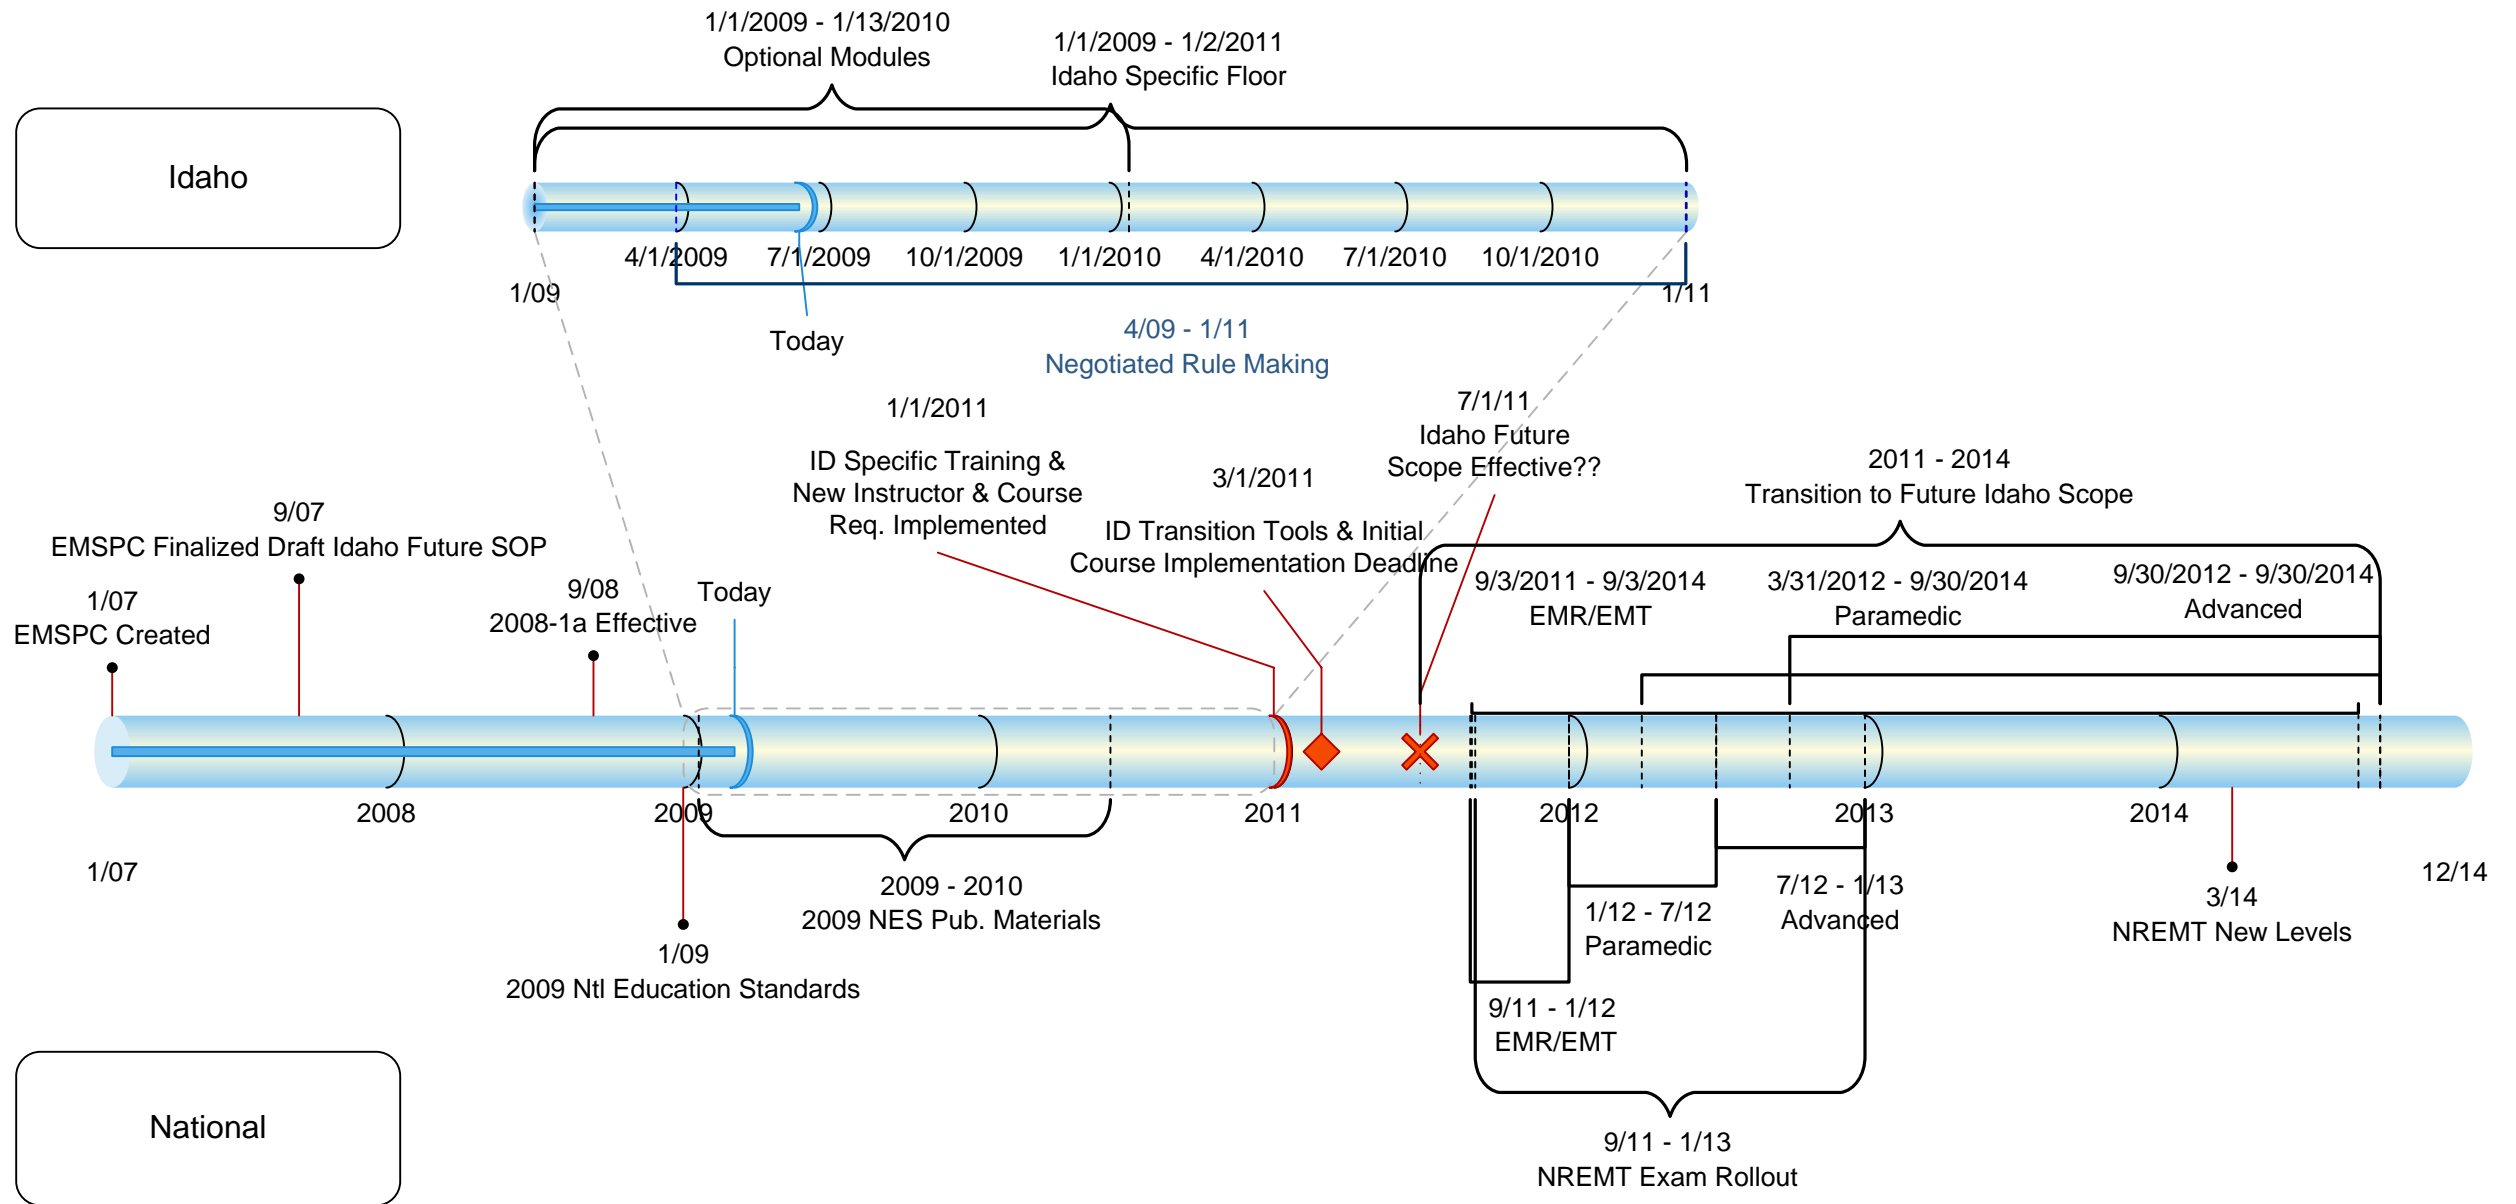 1/1/2009 - 1/13/2010
Optional Modules
1/1/2009 - 1/2/2011
Idaho Specific Floor
Idaho
4/1/2009
7/1/2009
10/1/2009
1/1/2010
4/1/2010
7/1/2010
10/1/2010
1/09
1/11
Today
4/09 - 1/11
Negotiated Rule Making
1/1/2011
ID Specific Training &
New Instructor & Course
Req. Implemented
3/1/2011
ID Transition Tools & Initial
Course Implementation Deadline
7/1/11
Idaho Future
Scope Effective??
2011 - 2014
Transition to Future Idaho Scope
9/07
EMSPC Finalized Draft Idaho Future SOP
1/07
EMSPC Created
9/08
2008-1a Effective
Today
9/3/2011 - 9/3/2014
EMR/EMT
3/31/2012 - 9/30/2014
Paramedic
9/30/2012 - 9/30/2014
Advanced
2008
2009
2010
2011
2012
2013
2014
1/07
12/14
2009 - 2010
2009 NES Pub. Materials
1/09
2009 Ntl Education Standards
1/12 - 7/12
Paramedic
7/12 - 1/13
Advanced
3/14
NREMT New Levels
9/11 - 1/12
EMR/EMT
National
9/11 - 1/13
NREMT Exam Rollout